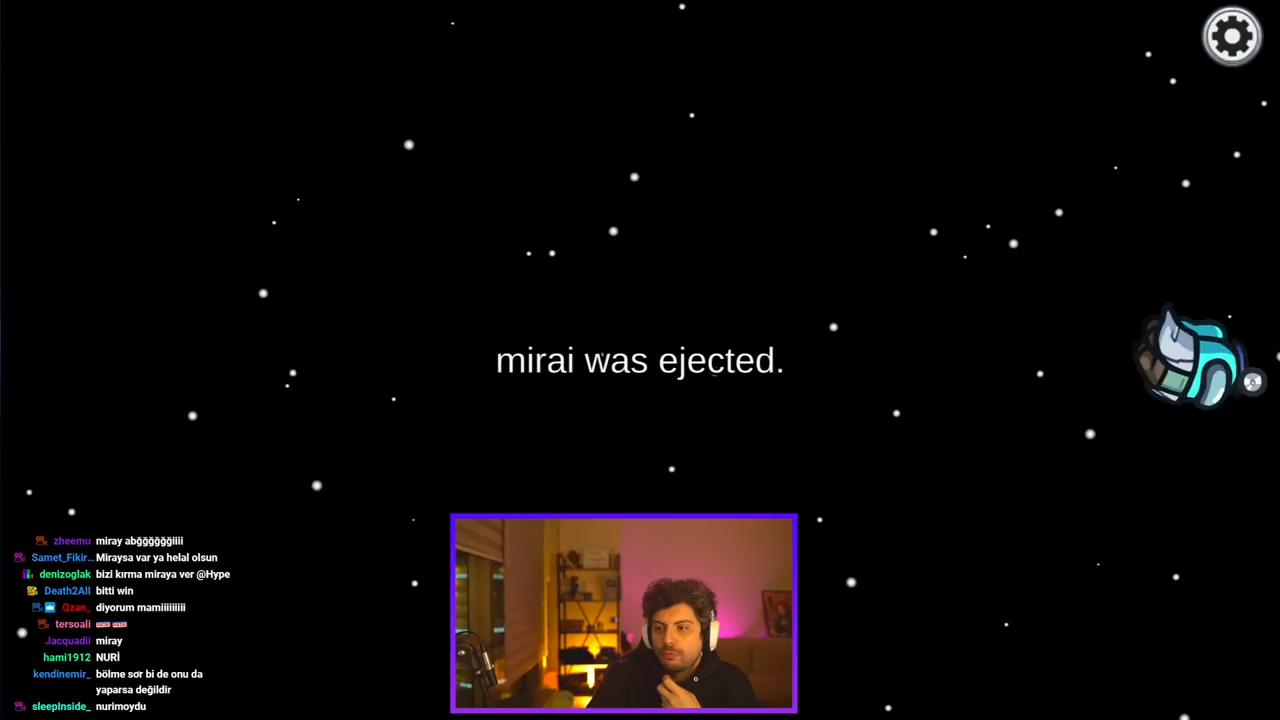 mirai was ejected.
zheemu miray abğğğğğğiiii
Samet_Fikir... Miraysa var ya helal olsun
denizoglak bizi kırma miraya ver @Hype
Death2All bitti win
Qzan_ diyorum mamiiiiiiiii
tersoali
Jacquadii miray
hami1912 NURİ
kendinemir_ bölme sor bi de onu da
yaparsa değildir
sleepInside_ nurimoydu